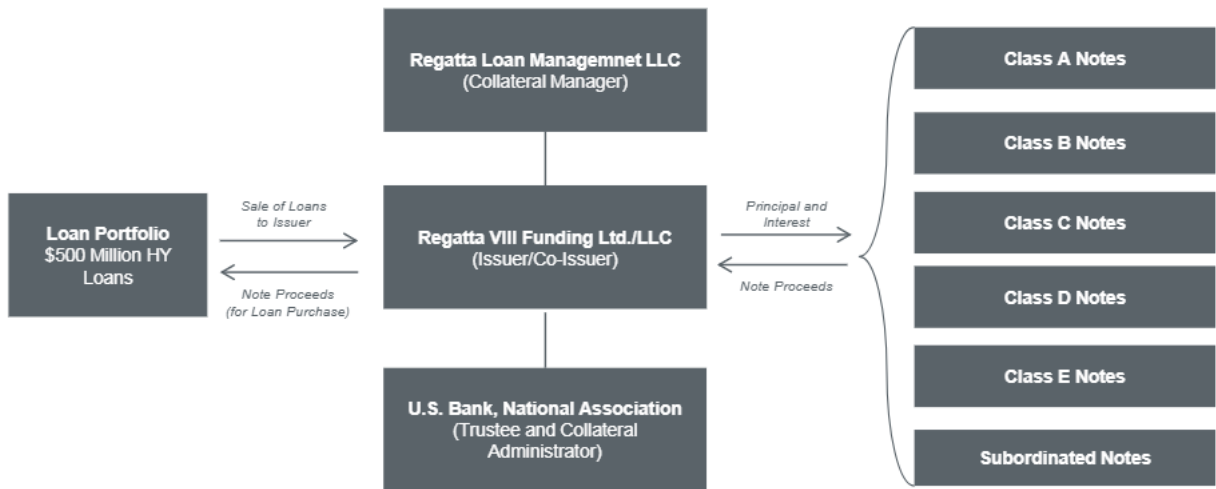 Regatta Loan Managemnet LLC
(Collateral Manager)
Loan Portfolio
$500 Million HY
Loans
Sale of Loans
to Issuer
Note Proceeds
(for Loan Purchase)
Regatta VIII Funding Ltd./LLC
(Issuer/Co-Issuer)
Principal and
Interest
Note Proceeds
U.S. Bank, National Association
(Trustee and Collateral
Administrator)
Class A Notes
Class B Notes
Class C Notes
Class D Notes
Class E Notes
Subordinated Notes